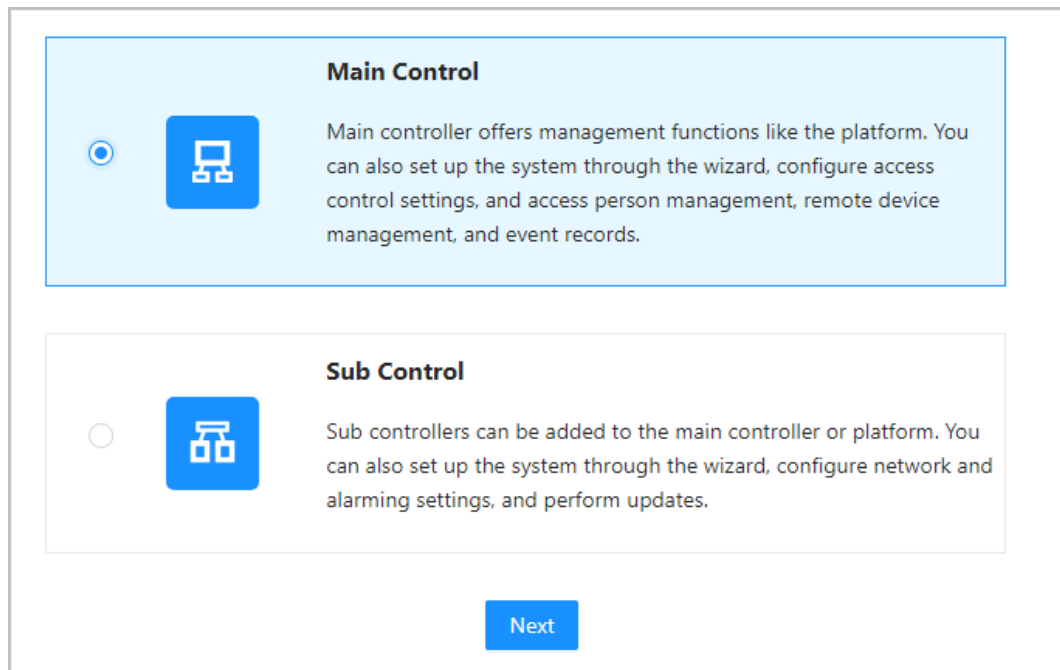 Main Control
Main controller offers management functions like the platform. You
can also set up the system through the wizard, configure access
control settings, and access person management, remote device
management, and event records.
Sub Control
Sub controllers can be added to the main controller or platform. You
can also set up the system through the wizard, configure network and
alarming settings, and perform updates.
Next